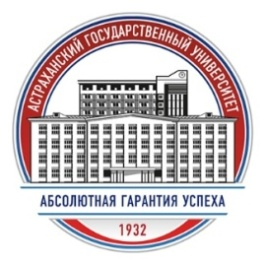 АСТРАХАНСКИЙ ГОСУДАРСТВЕННЫЙ УНИВЕРСИТЕТ
АБСОЛЮТНАЯ ГАРАНТИЯ УСПЕХА
1932